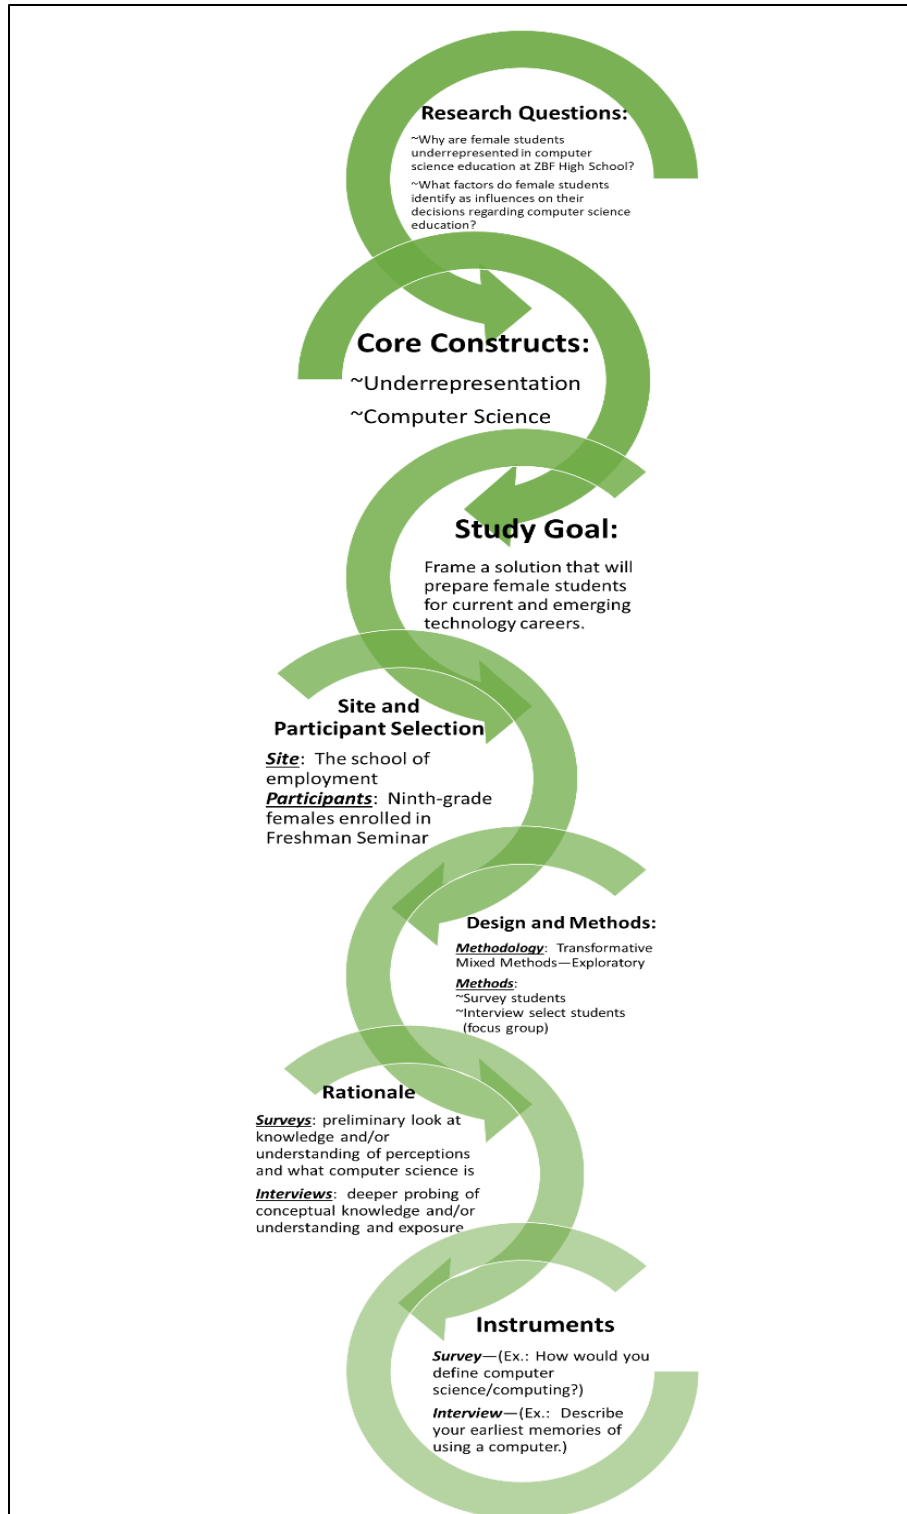 Research Questions:
~Why are female students
underrepresented in computer
science education at ZBF High School?
~What factors do female students
identify as influences on their
decisions regarding computer science
education?
Core Constructs:
~Underrepresentation
~Computer Science
Study Goal:
Frame a solution that will
prepare female students
for current and emerging
technology careers.
Site and
Participant Selection
Site:  The school of
employment
Participants:  Ninth-grade
females enrolled in
Freshman Seminar
Design and Methods:
Methodology:  Transformative
Mixed Methods—Exploratory
Methods:
~Survey students
~Interview select students
(focus group)
Rationale
Surveys: preliminary look at
knowledge and/or
understanding of perceptions
and what computer science is
Interviews:  deeper probing of
conceptual knowledge and/or
understanding and exposure
Instruments
Survey—(Ex.: How would you
define computer
science/computing?)
Interview—(Ex.:  Describe
your earliest memories of
using a computer.)